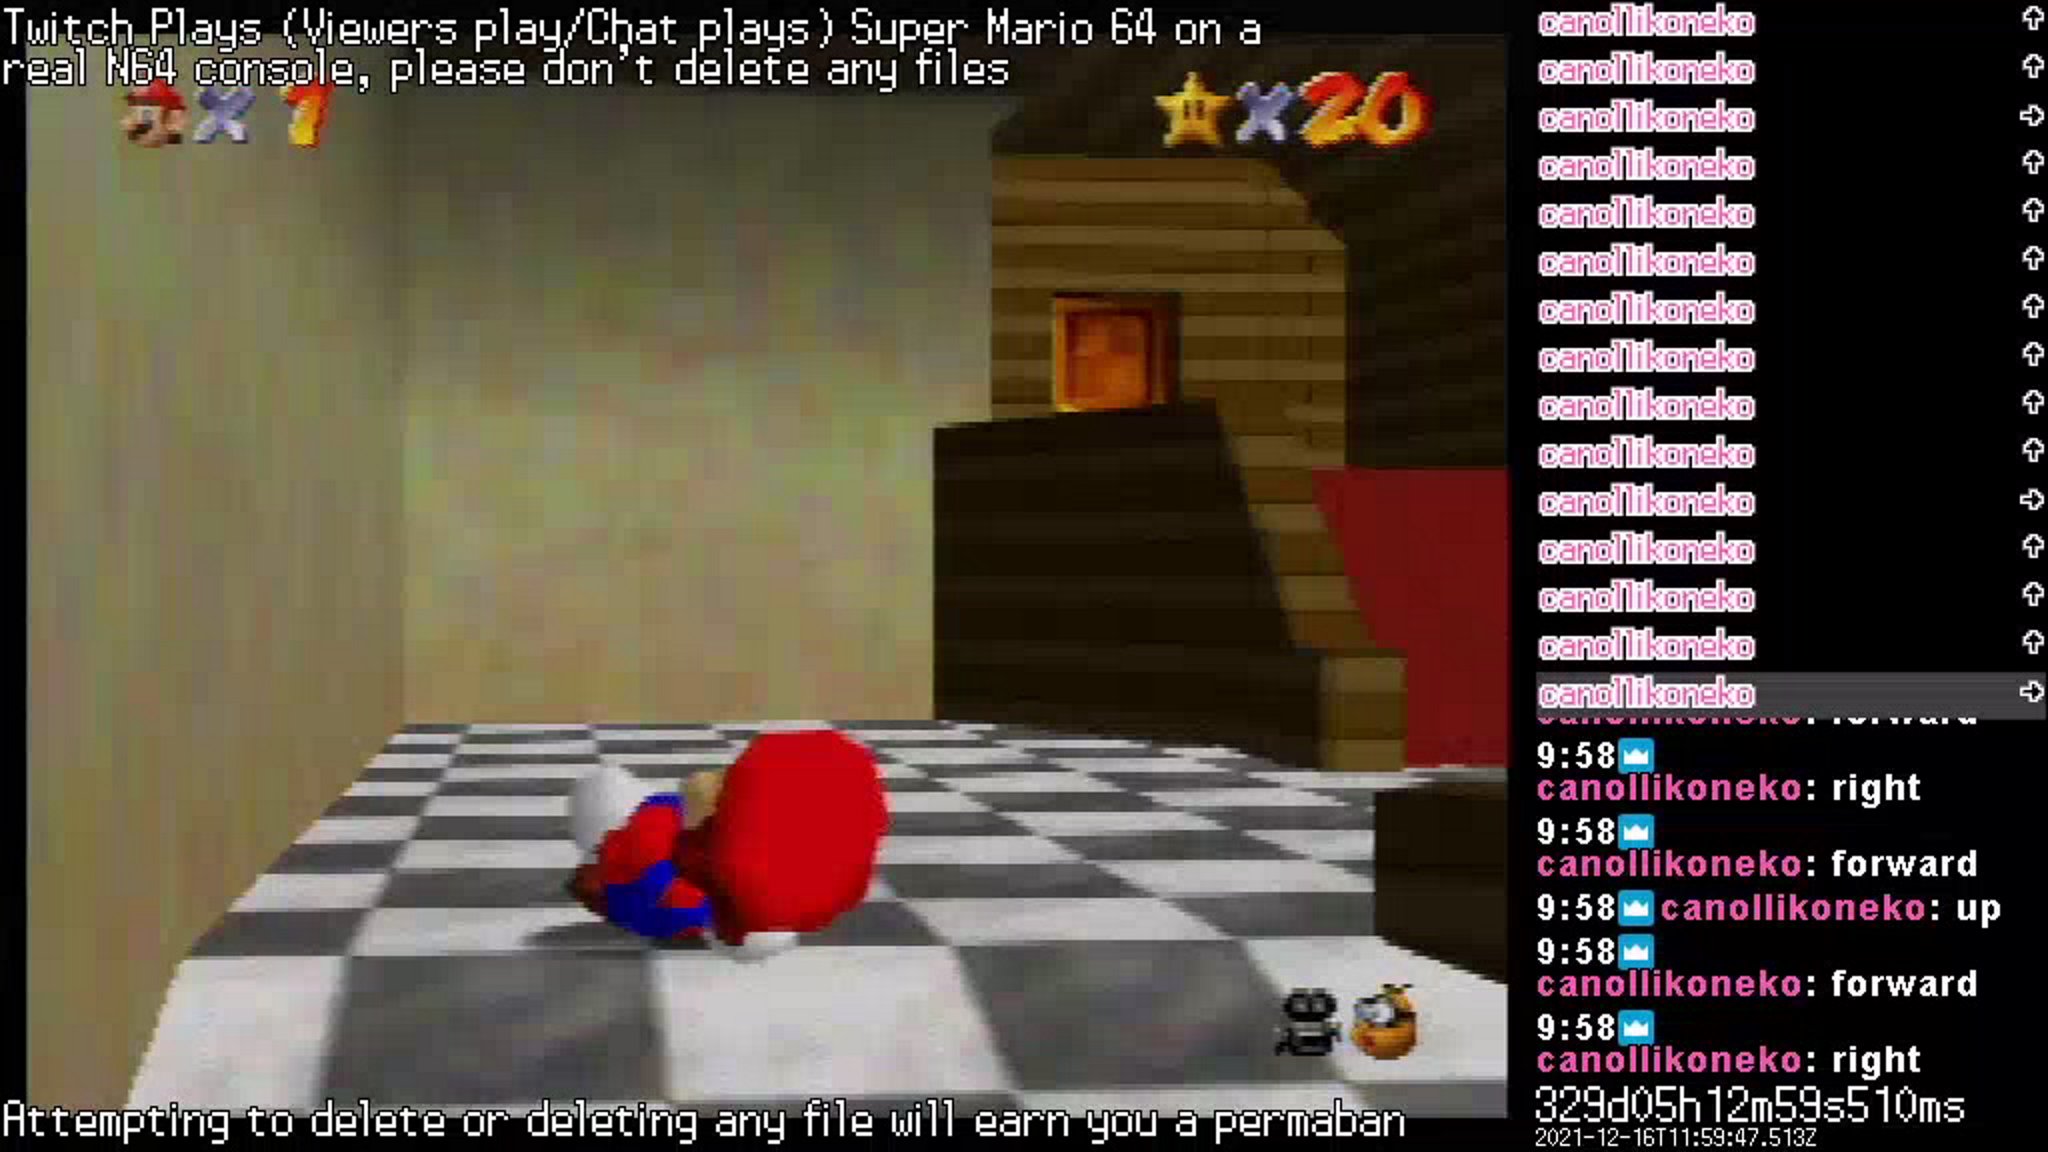 Twitch Plays (Viewers play/Chat plays) Super Mario 64 on a
real N64 console, please don't delete any files
x 1
x 20
canollikoneko ↑
canollikoneko ↑
canollikoneko →
canollikoneko ↑
canollikoneko ↑
canollikoneko ↑
canollikoneko ↑
canollikoneko ↑
canollikoneko ↑
canollikoneko ↑
canollikoneko →
canollikoneko ↑
canollikoneko ↑
canollikoneko ↑
canollikoneko →
canollikoneko: forward
9:58
canollikoneko: right
9:58
canollikoneko: forward
9:58 canollikoneko: up
9:58
canollikoneko: forward
9:58
canollikoneko: right
329d05h12m59s510ms
2021-12-16T11:59:47.513Z
Attempting to delete or deleting any file will earn you a permaban